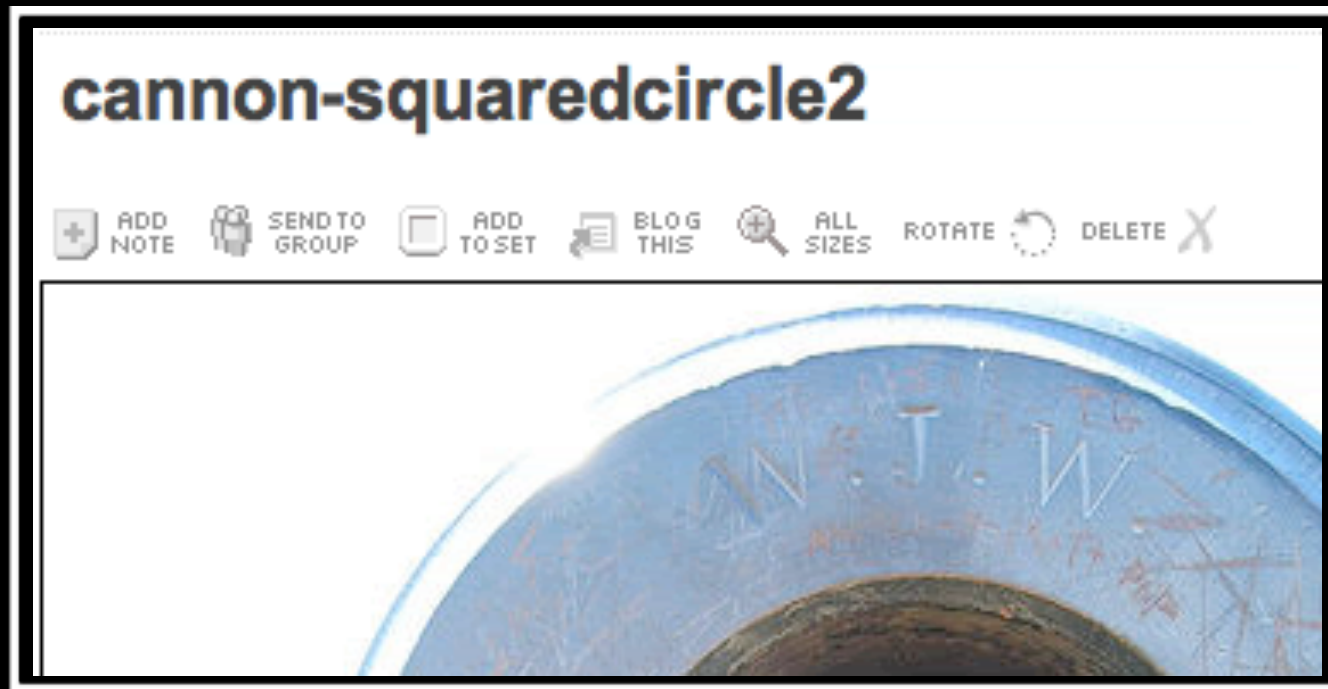 cannon-squaredcircle2
ADD NOTE
SEND TO GROUP
ADD TO SET
BLOG THIS
ALL SIZES
ROTATE
DELETE
W.J.W